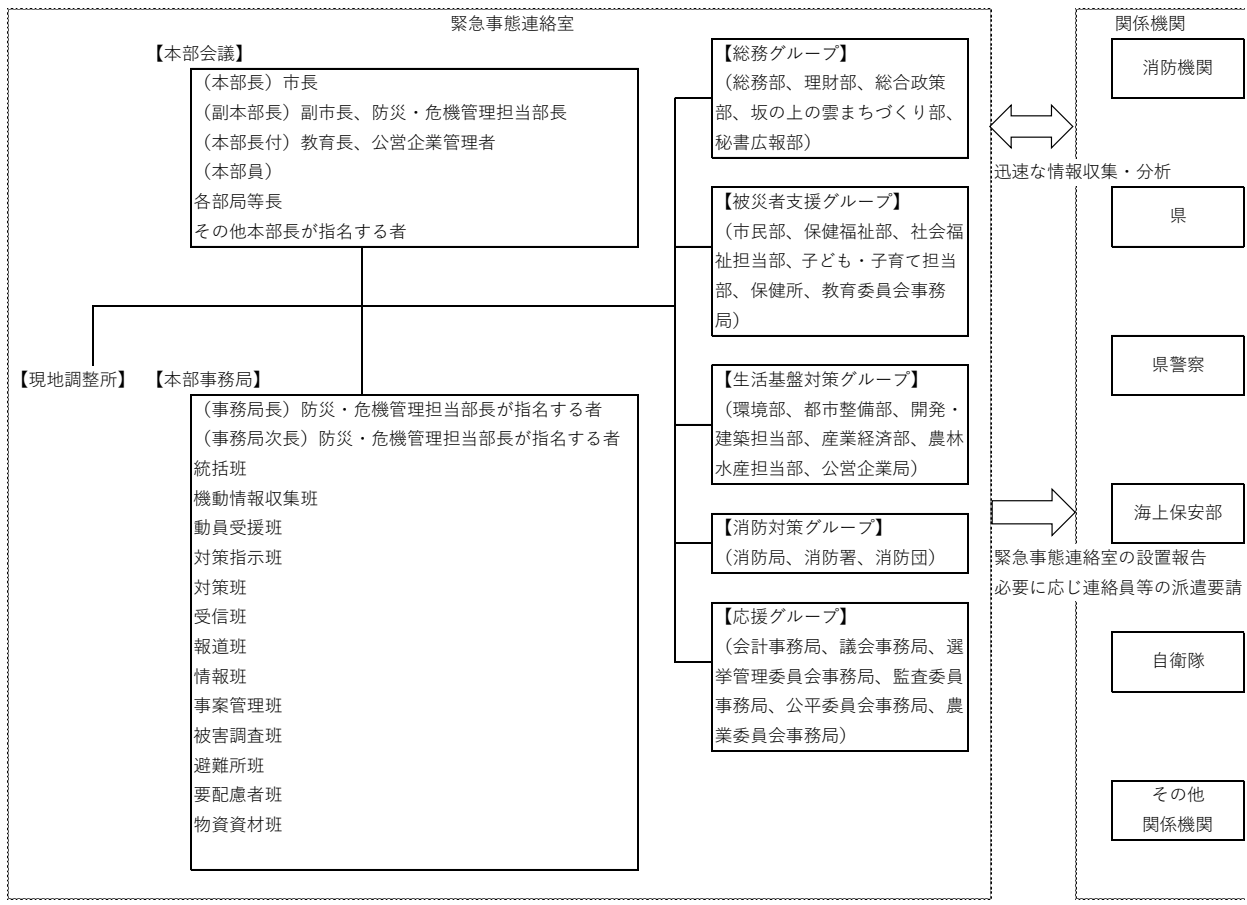 緊急事態連絡室
【本部会議】
（本部長）市長
（副本部長）副市長、防災・危機管理担当部長
（本部長付）教育長、公営企業管理者
（本部員）
各部局等長
その他本部長が指名する者
【現地調整所】
【本部事務局】
（事務局長）防災・危機管理担当部長が指名する者
（事務局次長）防災・危機管理担当部長が指名する者
統括班
機動情報収集班
動員受援班
対策指示班
対策班
受信班
報道班
情報班
事案管理班
被害調査班
避難所班
要配慮者班
物資資材班
【総務グループ】
（総務部、理財部、総合政策
部、坂の上の雲まちづくり部、
秘書広報部）
【被災者支援グループ】
（市民部、保健福祉部、社会福
祉担当部、子ども・子育て担当
部、保健所、教育委員会事務
局）
【生活基盤対策グループ】
（環境部、都市整備部、開発・
建築担当部、産業経済部、農林
水産担当部、公営企業局）
【消防対策グループ】
（消防局、消防署、消防団）
【応援グループ】
（会計事務局、議会事務局、選
挙管理委員会事務局、監査委員
事務局、公平委員会事務局、農
業委員会事務局）
迅速な情報収集・分析
緊急事態連絡室の設置報告
必要に応じ連絡員等の派遣要請
関係機関
消防機関
県
県警察
海上保安部
自衛隊
その他
関係機関